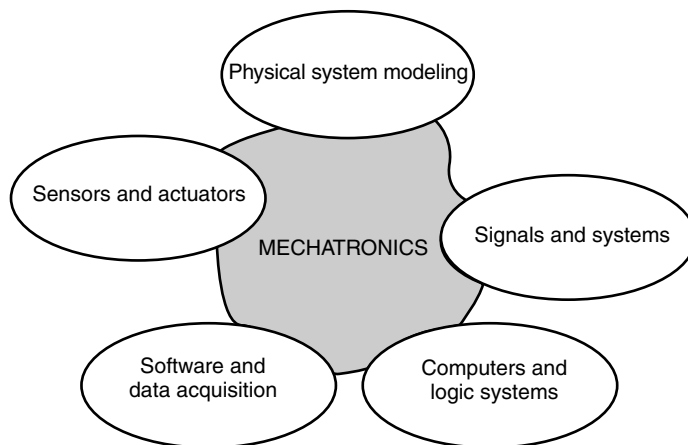 Physical system modeling
Sensors and actuators
MECHATRONICS
Signals and systems
Software and
data acquisition
Computers and
logic systems